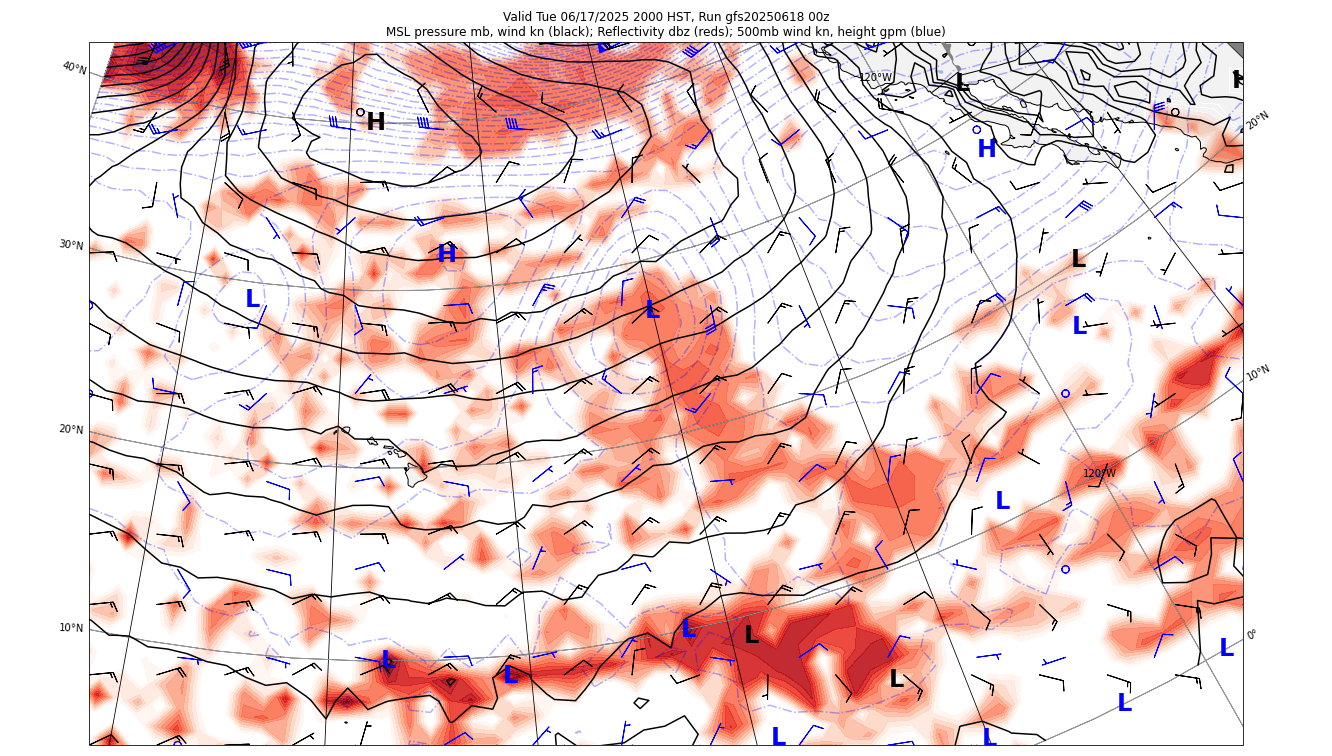 Valid Tue 06/17/2025 2000 HST, Run gfs20250618 00z
MSL pressure mb, wind kn (black); Reflectivity dbz (reds); 500mb wind kn, height gpm (blue)
40°N
120°W
L
H
H
20°N
H
30°N
H
L
L
L
L
10°N
20°N
120°W
L
10°N
L
L
0°
L
L
L
L
L
L
L